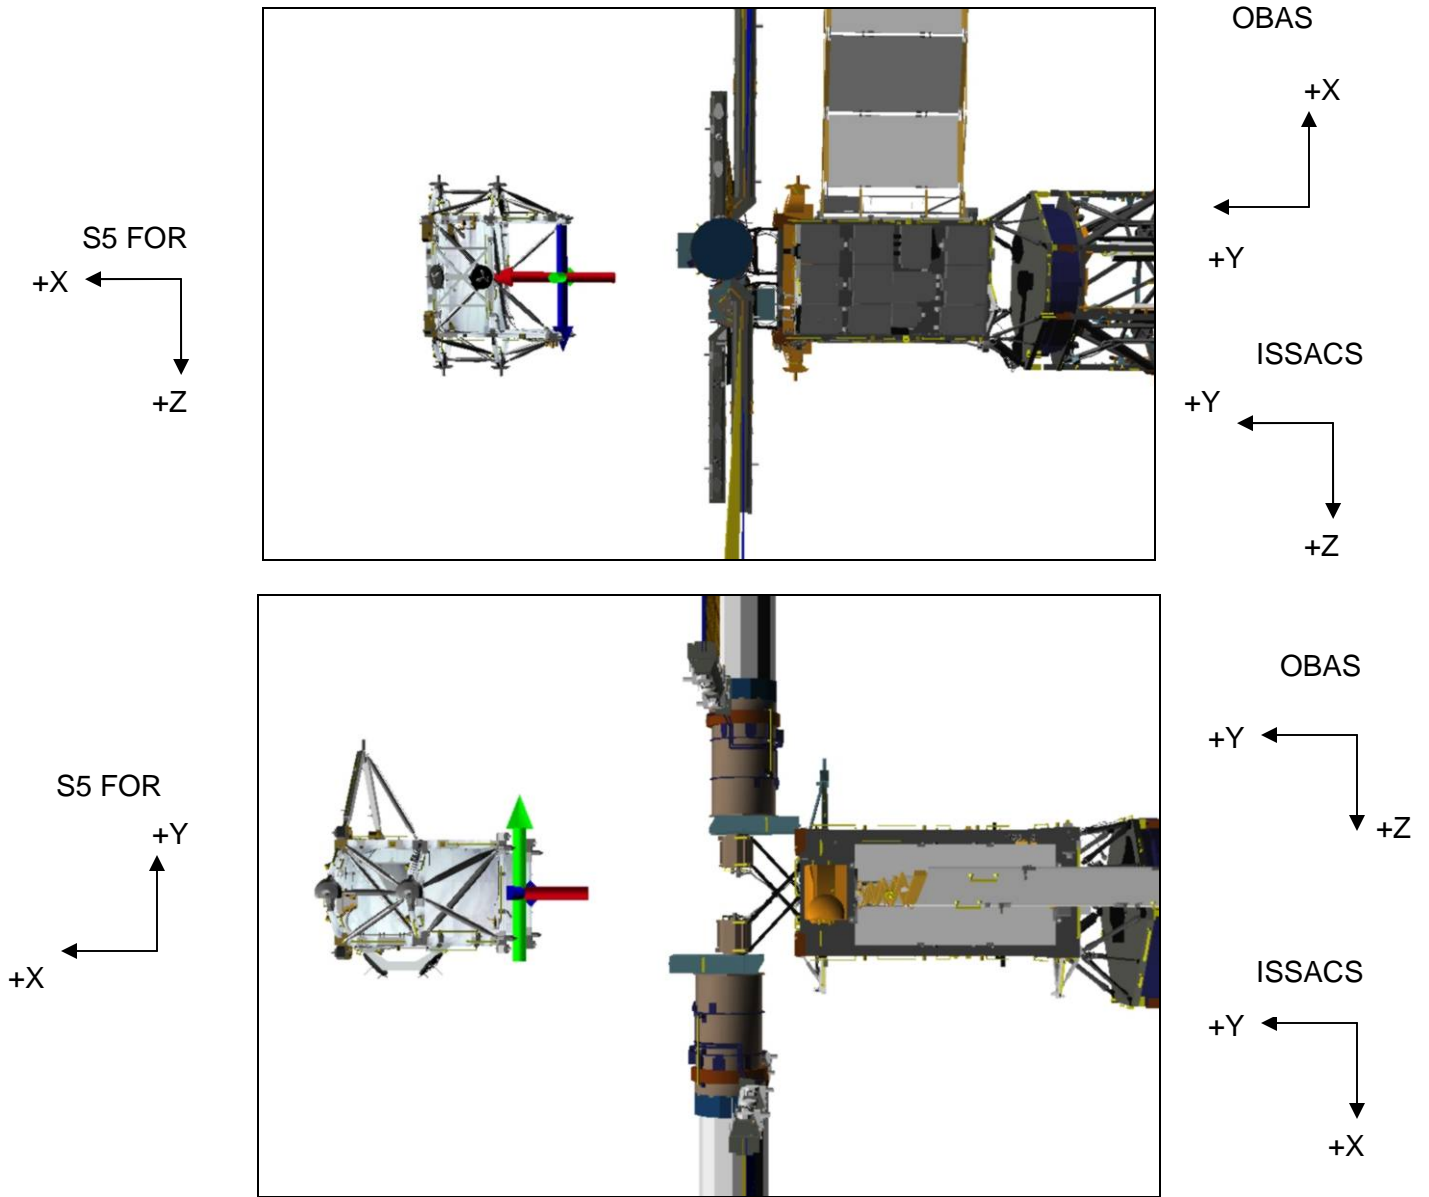 OBAS
+X
+Y
S5 FOR
+X
+Z
ISSACS
+Y
+Z
OBAS
+Y
+Z
S5 FOR
+Y
+X
ISSACS
+Y
+X